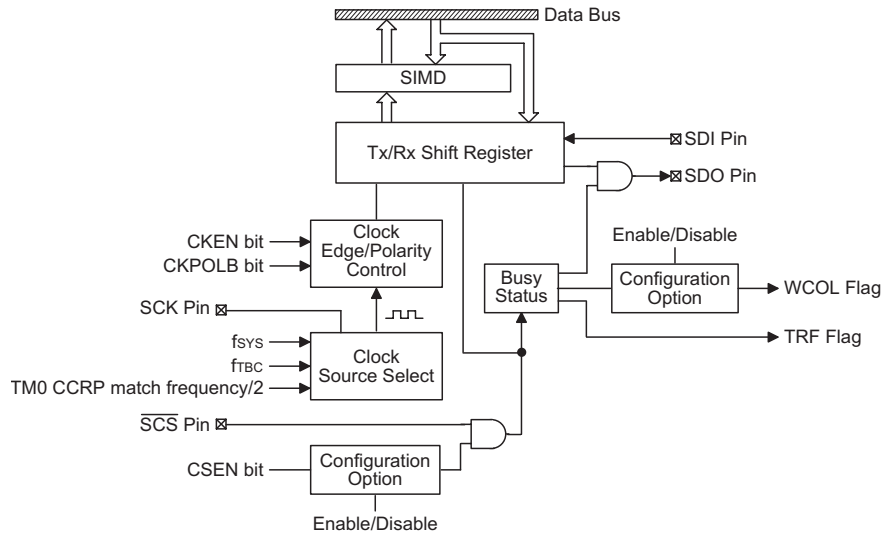 Data Bus
SIMD
Tx/Rx Shift Register
SDI Pin
SDO Pin
CKEN bit
CKPOLB bit
Clock
Edge/Polarity
Control
Enable/Disable
Busy
Status
Configuration
Option
WCOL Flag
TRF Flag
SCK Pin
fSYS
fTBC
TM0 CCRP match frequency/2
Clock
Source Select
S̅C̅S̅ Pin
CSEN bit
Configuration
Option
Enable/Disable